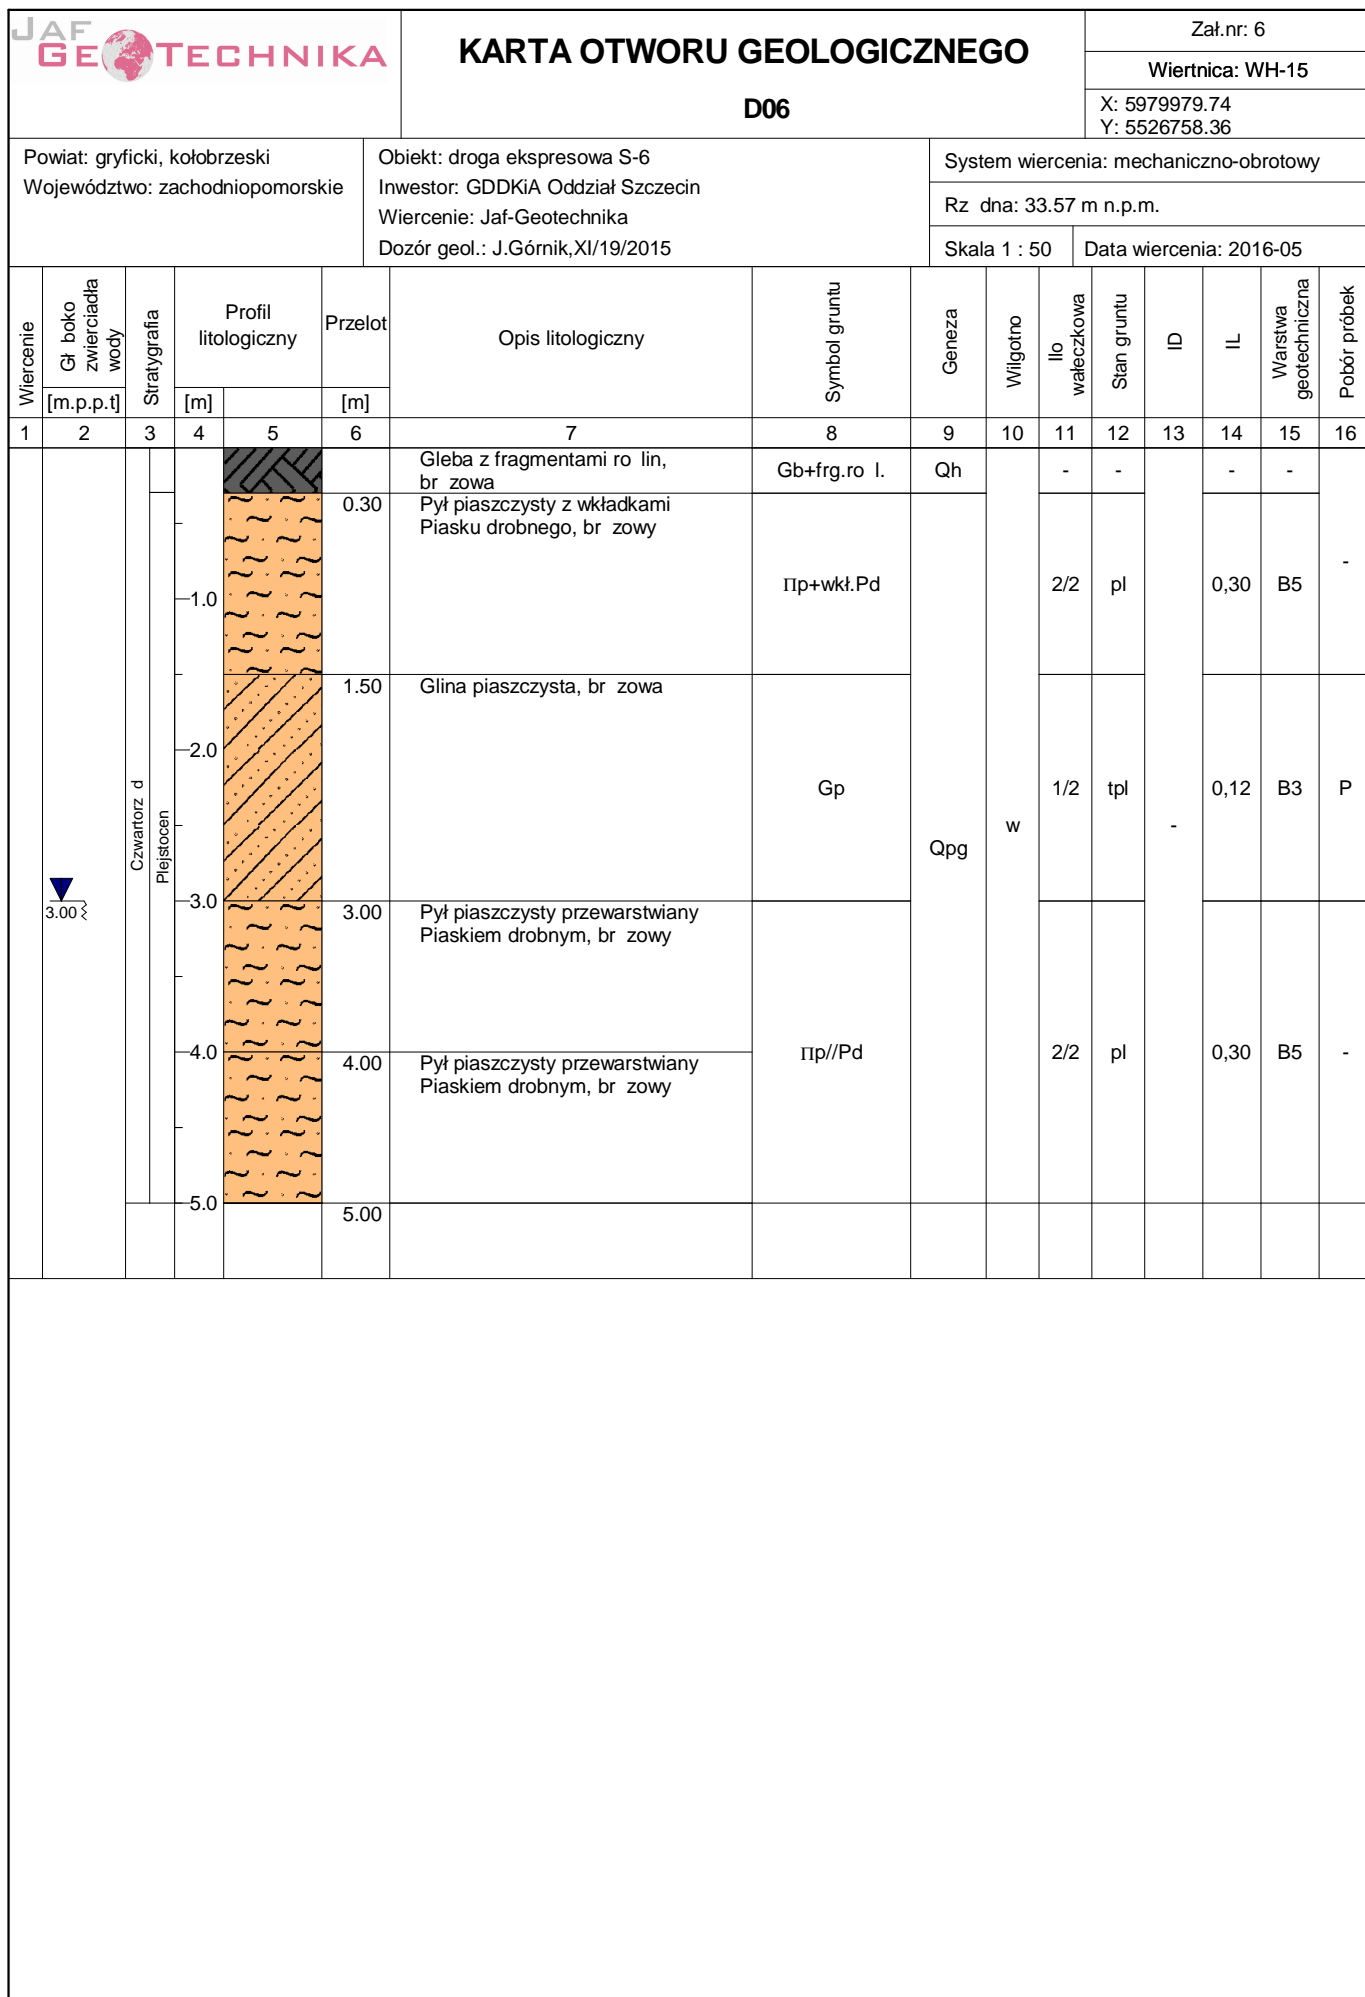 JAF
GEOTECHNIKA
KARTA OTWORU GEOLOGICZNEGO
D06
Zał.nr: 6
Wiertnica: WH-15
X: 5979979.74
Y: 5526758.36
Powiat: gryficki, kołobrzeski
Województwo: zachodniopomorskie
Obiekt: droga ekspresowa S-6
Inwestor: GDDKiA Oddział Szczecin
Wiercenie: Jaf-Geotechnika
Dozór geol.: J.Górnik,XI/19/2015
System wiercenia: mechaniczno-obrotowy
Rz dna: 33.57 m n.p.m.
Skala 1 : 50
Data wiercenia: 2016-05
Wiercenie
Gł boko
zwierciadła
wody
[m.p.p.t]
Stratygrafia
Profil
litologiczny
[m]
Przelot
[m]
Opis litologiczny
Symbol gruntu
Geneza
Wilgotno
Ilo
wałeczkowa
Stan gruntu
ID
IL
Warstwa
geotechniczna
Pobór próbek
1 2 3 4 5 6 7 8 9 10 11 12 13 14 15 16
Gleba z fragmentami ro lin,
br zowa
Gb+frg.ro l.
Qh
- - - -
0.30
Pył piaszczysty z wkładkami
Piasku drobnego, br zowy
1.0
Πp+wkł.Pd
2/2 pl 0,30 B5 -
1.50
Glina piaszczysta, br zowa
2.0
Gp
1/2 tpl 0,12 B3 P
Czwartorz d
Plejstocen
Qpg
w
-
3.00
3.0
3.00
Pył piaszczysty przewarstwiany
Piaskiem drobnym, br zowy
4.0
4.00
Πp//Pd
2/2 pl 0,30 B5 -
Pył piaszczysty przewarstwiany
Piaskiem drobnym, br zowy
5.0
5.00